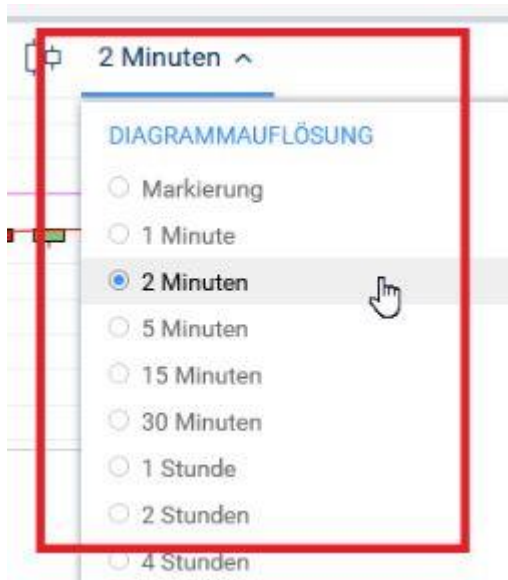 2 Minuten
DIAGRAMMAUFLÖSUNG
Markierung
1 Minute
2 Minuten
5 Minuten
15 Minuten
30 Minuten
1 Stunde
2 Stunden
4 Stunden